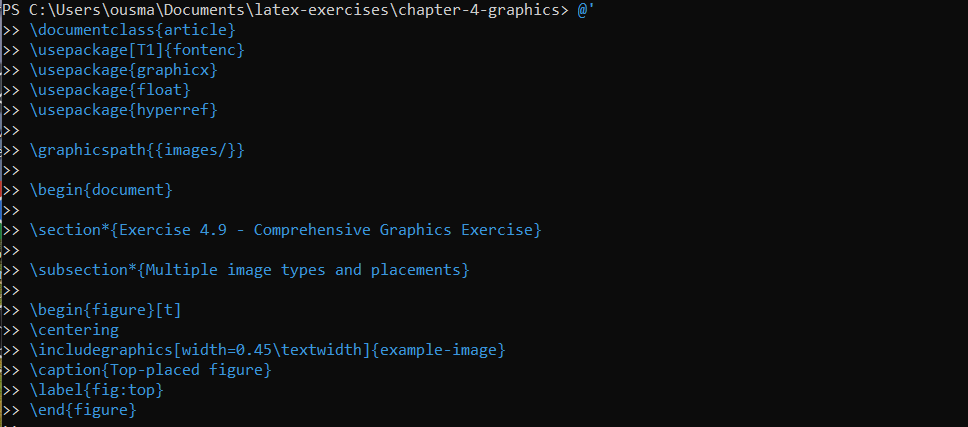 PS C:\Users\ousma\Documents\latex-exercises\chapter-4-graphics> @'
>> \documentclass{article}
>> \usepackage[T1]{fontenc}
>> \usepackage{graphicx}
>> \usepackage{float}
>> \usepackage{hyperref}
>>
>> \graphicspath{{images/}}
>>
>> \begin{document}
>>
>> \section*{Exercise 4.9 - Comprehensive Graphics Exercise}
>>
>> \subsection*{Multiple image types and placements}
>>
>> \begin{figure}[t]
>> \centering
>> \includegraphics[width=0.45\textwidth]{example-image}
>> \caption{Top-placed figure}
>> \label{fig:top}
>> \end{figure}